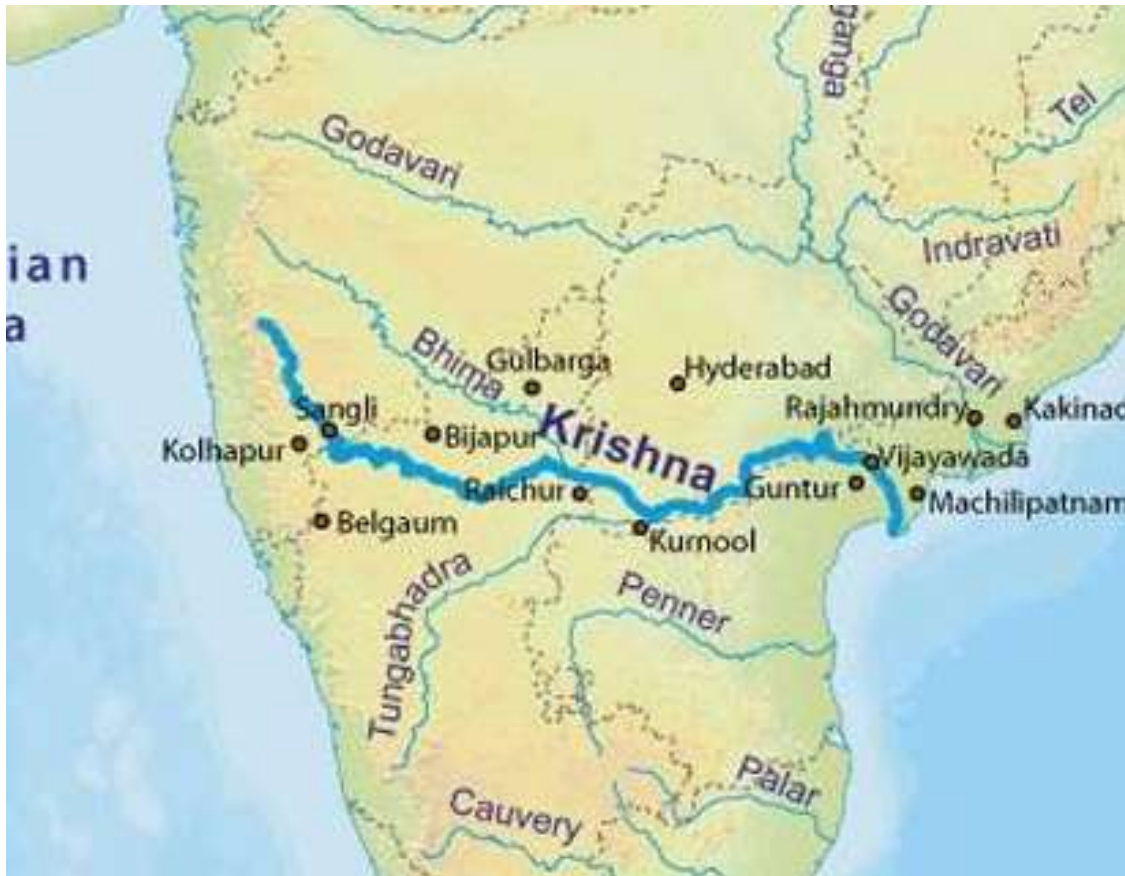 ganga
Tel
Godavari
Indravati
ian
a
Godavari
Bhima
Gulbarga
Hyderabad
Krishna
Sangli
Rajahmundry
Kakinad
Kolhapur
Bijapur
Vijayawada
Raichur
Guntur
Machilipatnam
Belgaum
Kurnool
Tungabhadra
Penner
Palar
Cauvery